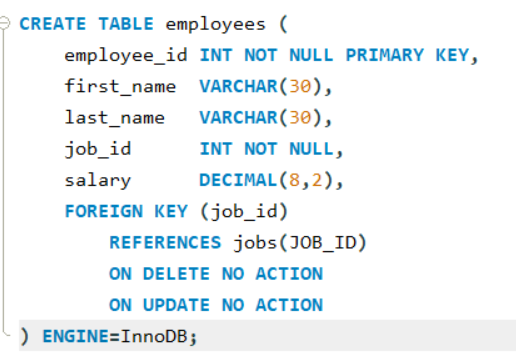 CREATE TABLE employees (
employee_id INT NOT NULL PRIMARY KEY,
first_name VARCHAR(30),
last_name VARCHAR(30),
job_id INT NOT NULL,
salary DECIMAL(8,2),
FOREIGN KEY (job_id)
REFERENCES jobs(JOB_ID)
ON DELETE NO ACTION
ON UPDATE NO ACTION
) ENGINE=InnoDB;